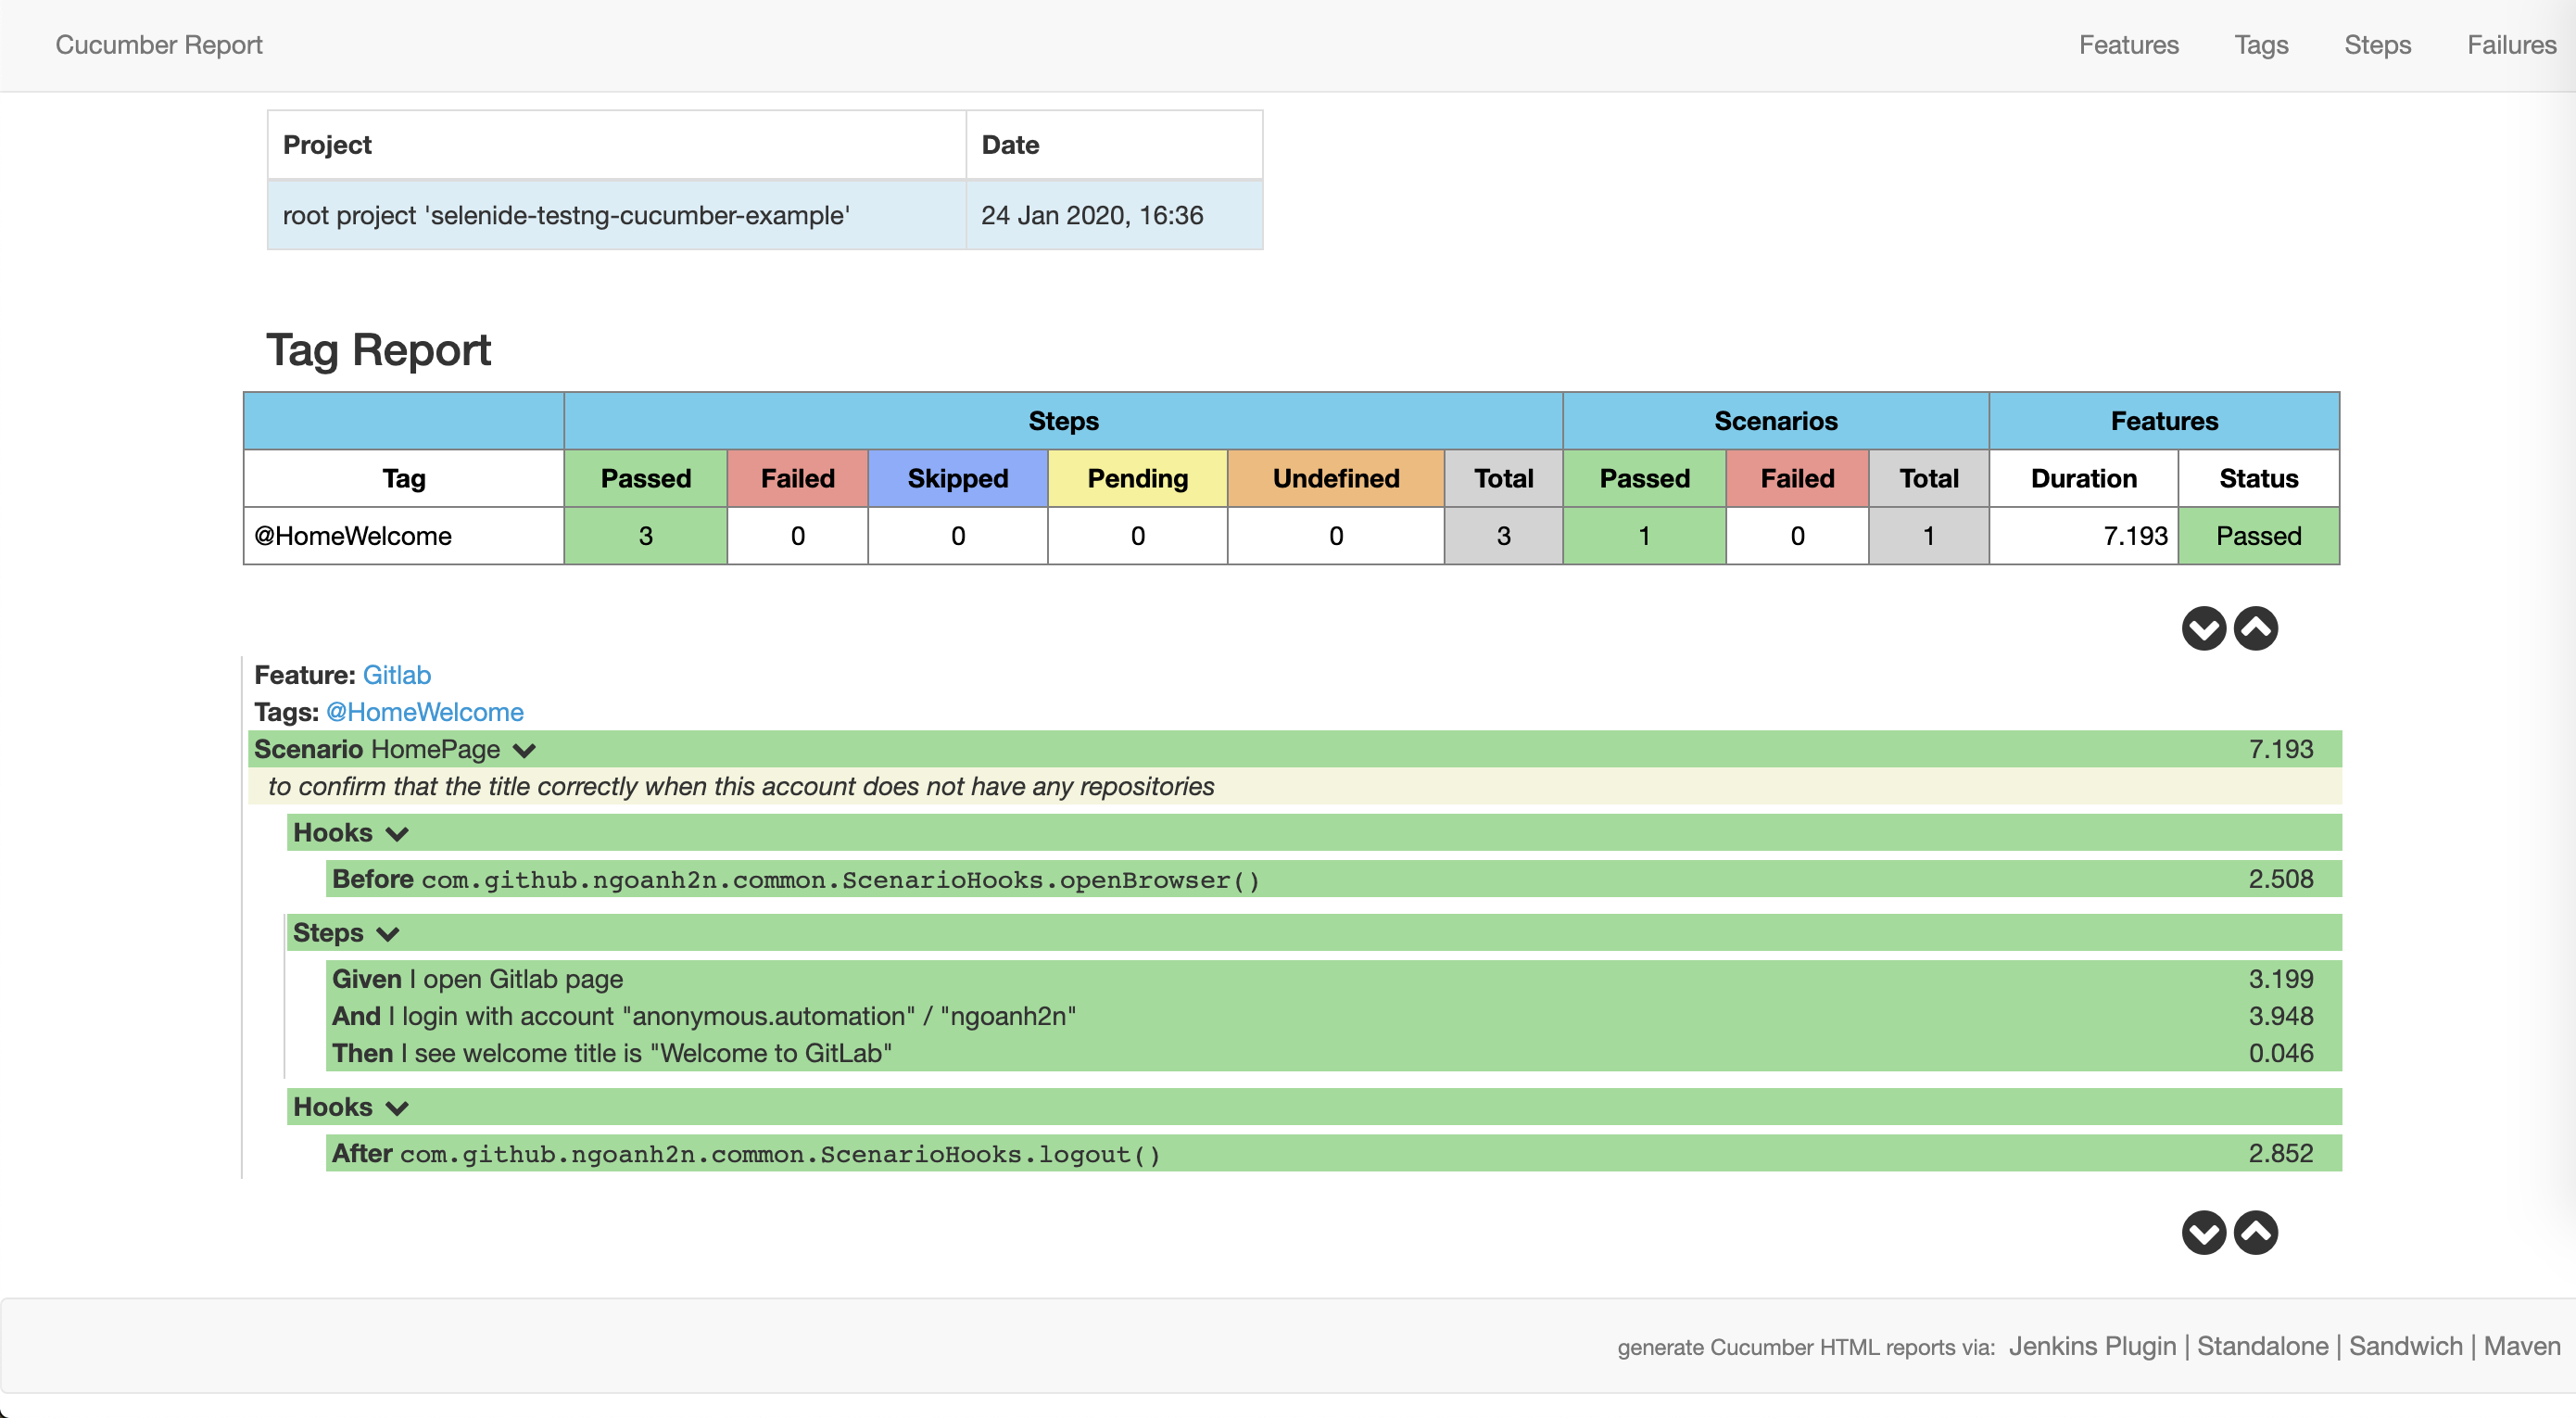 Cucumber Report Features Tags Steps Failures
Project Date
root project 'selenide-testng-cucumber-example' 24 Jan 2020, 16:36
Tag Report
Steps Scenarios Features
Tag Passed Failed Skipped Pending Undefined Total Passed Failed Total Duration Status
@HomeWelcome 3 0 0 0 0 3 1 0 1 7.193 Passed
Feature: Gitlab
Tags: @HomeWelcome
Scenario HomePage 7.193
to confirm that the title correctly when this account does not have any repositories
Hooks
Before com.github.ngoanh2n.common.ScenarioHooks.openBrowser() 2.508
Steps
Given I open Gitlab page 3.199
And I login with account "anonymous.automation" / "ngoanh2n" 3.948
Then I see welcome title is "Welcome to GitLab" 0.046
Hooks
After com.github.ngoanh2n.common.ScenarioHooks.logout() 2.852
generate Cucumber HTML reports via: Jenkins Plugin | Standalone | Sandwich | Maven